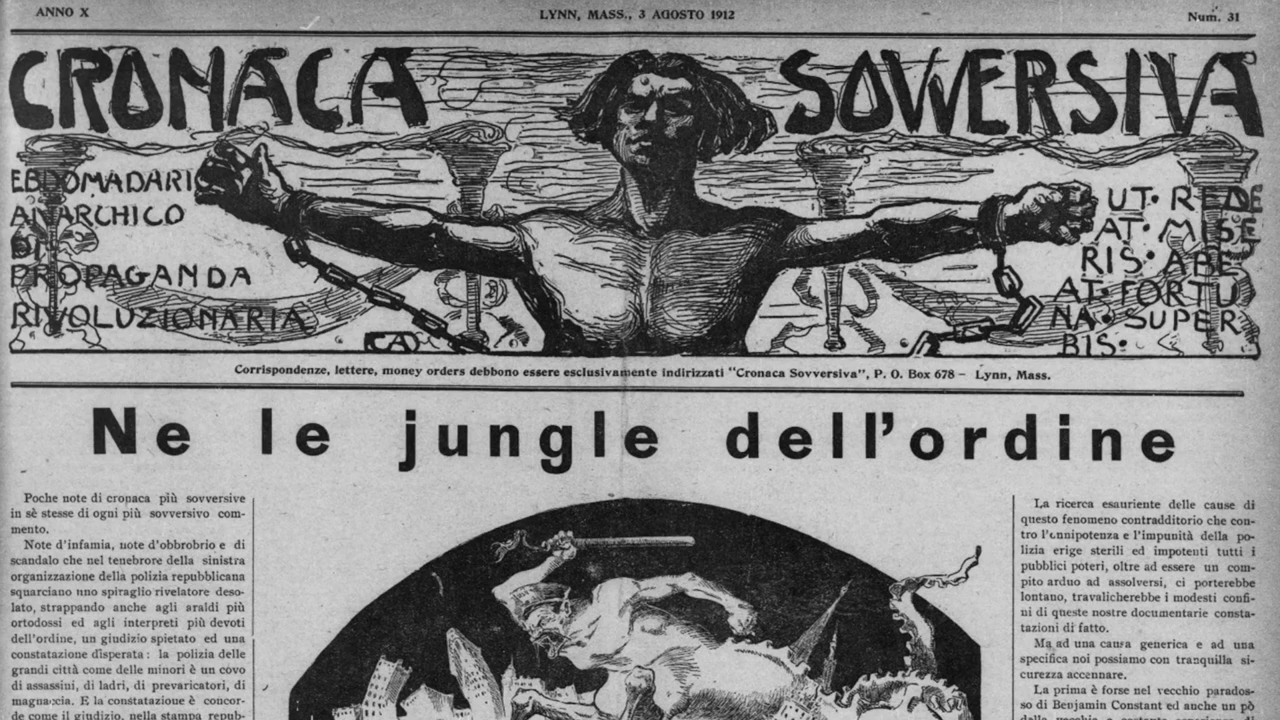 ANNO X
LYNN, MASS., 3 AGOSTO 1912
Num. 31
CRONACA SOVVERSIVA
EBDOMADARI
ANARCHICO
DI
PROPAGANDA
RIVOLUZIONARIA
UT· REDE
AT· MISE
RIS· ABE
AT· FORTU
NA· SUPER
BIS·
CA
Corrispondenze, lettere, money orders debbono essere esclusivamente indirizzati "Cronaca Sovversiva", P. O. Box 678 – Lynn, Mass.
Ne le jungle dell'ordine
Poche note di cronaca più sovversive
in sè stesse di ogni più sovversivo com-
mento.
Note d'infamia, note d'obbrobrio e di
scandalo che nel tenebrore della sinistra
organizzazione della polizia repubblicana
squarciano uno spiraglio rivelatore deso-
lato, strappando anche agli araldi più
ortodossi ed agli interpreti più devoti
dell'ordine, un giudizio spietato ed una
constatazione disperata: la polizia delle
grandi città come delle minori è un covo
di assassini, di ladri, di prevaricatori, di
magnaccia. E la constatazione è concor-
de come il giudizio, nella stampa repub-
La ricerca esauriente delle cause di
questo fenomeno contradditorio che con-
tro l'onnipotenza e l'impunità della po-
lizia erige sterili ed impotenti tutti i
pubblici poteri, oltre ad essere un com-
pito arduo ad assolversi, ci porterebbe
lontano, travalicherebbe i modesti confi-
ni di queste nostre documentarie consta-
tazioni di fatto.
Ma ad una causa generica e ad una
specifica noi possiamo con tranquilla si-
curezza accennare.
La prima è forse nel vecchio parados-
so di Benjamin Constant ed anche un pò